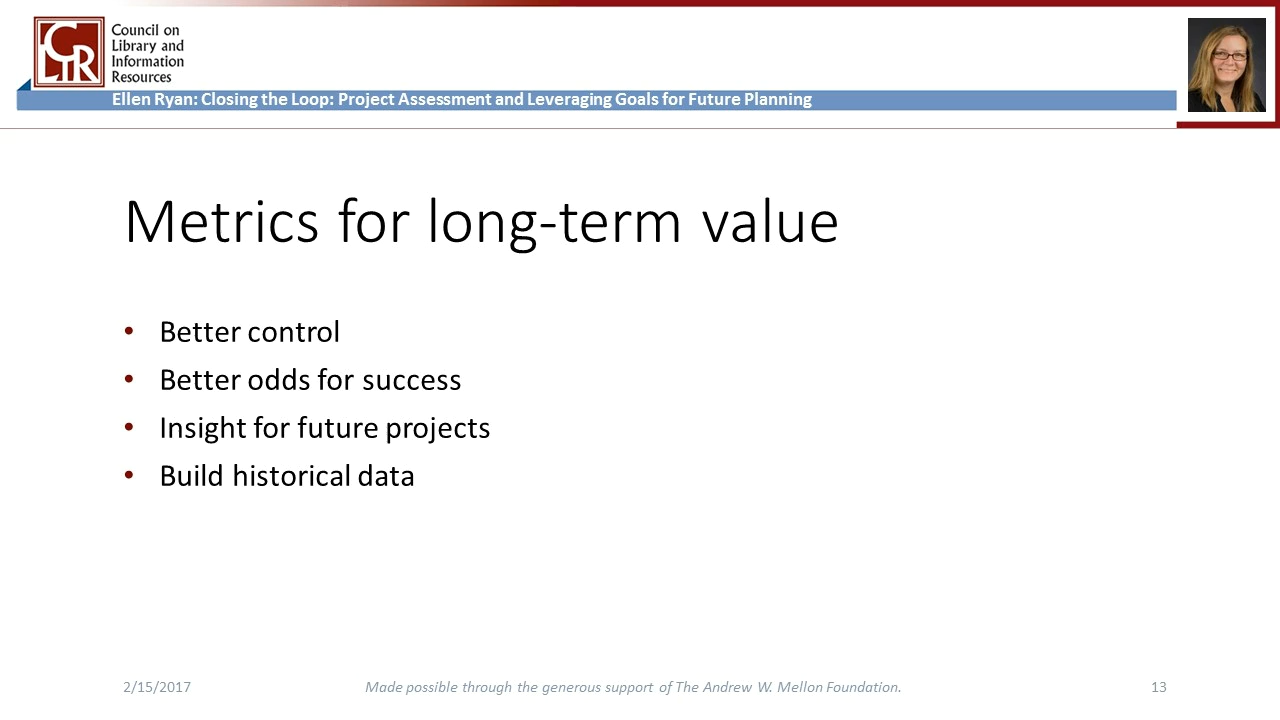 CLIR
Council on
Library and
Information
Resources
Ellen Ryan: Closing the Loop: Project Assessment and Leveraging Goals for Future Planning
Metrics for long-term value
• Better control
• Better odds for success
• Insight for future projects
• Build historical data
2/15/2017
Made possible through the generous support of The Andrew W. Mellon Foundation.
13